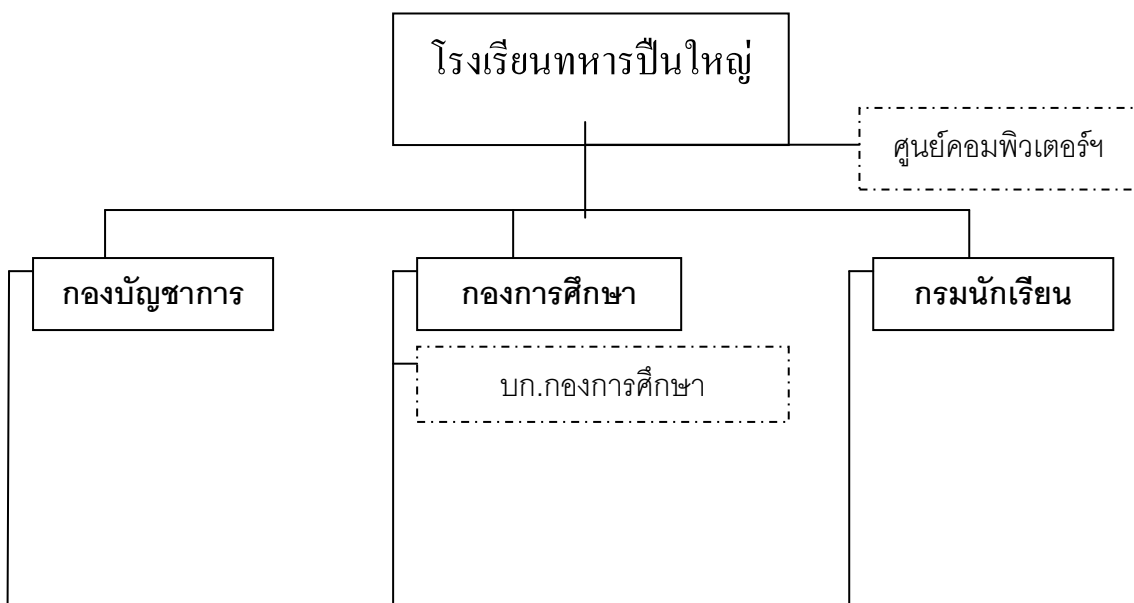 โรงเรียนทหารปืนใหญ่
ศูนย์คอมพิวเตอร์ฯ
กองบัญชาการ
กองการศึกษา
กรมนักเรียน
บก.กองการศึกษา